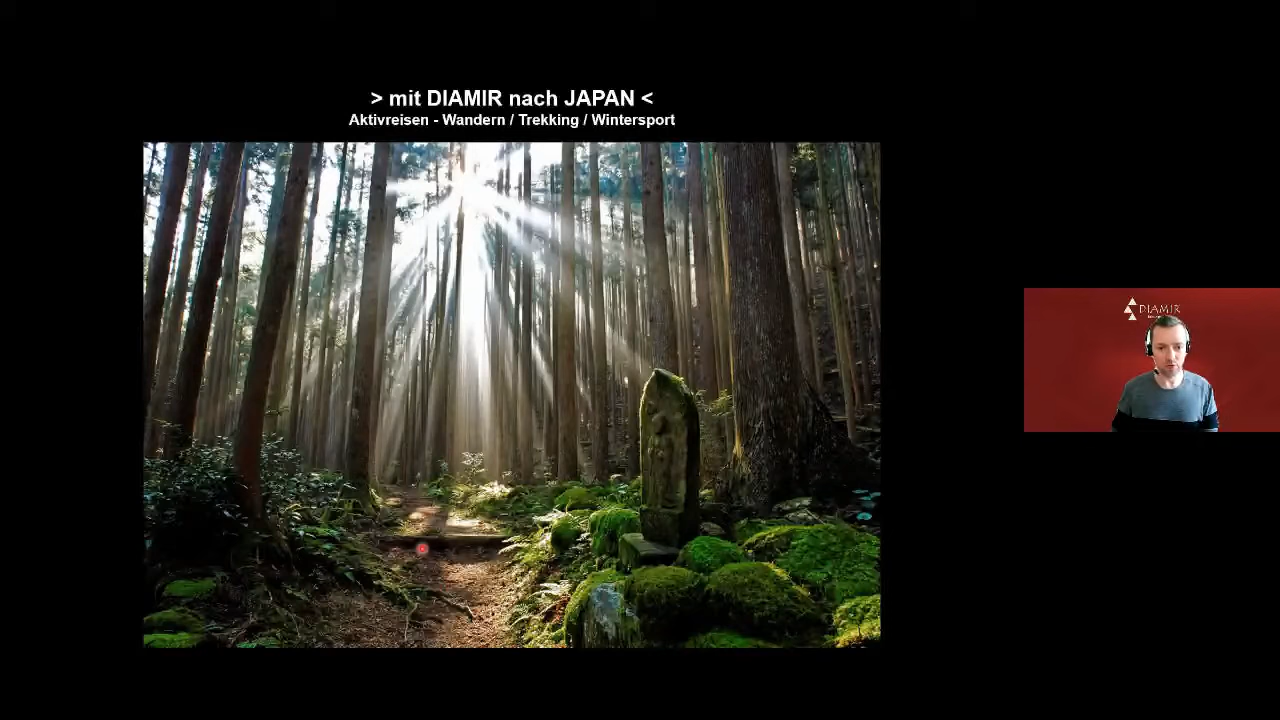 > mit DIAMIR nach JAPAN <
Aktivreisen - Wandern / Trekking / Wintersport
DIAMIR